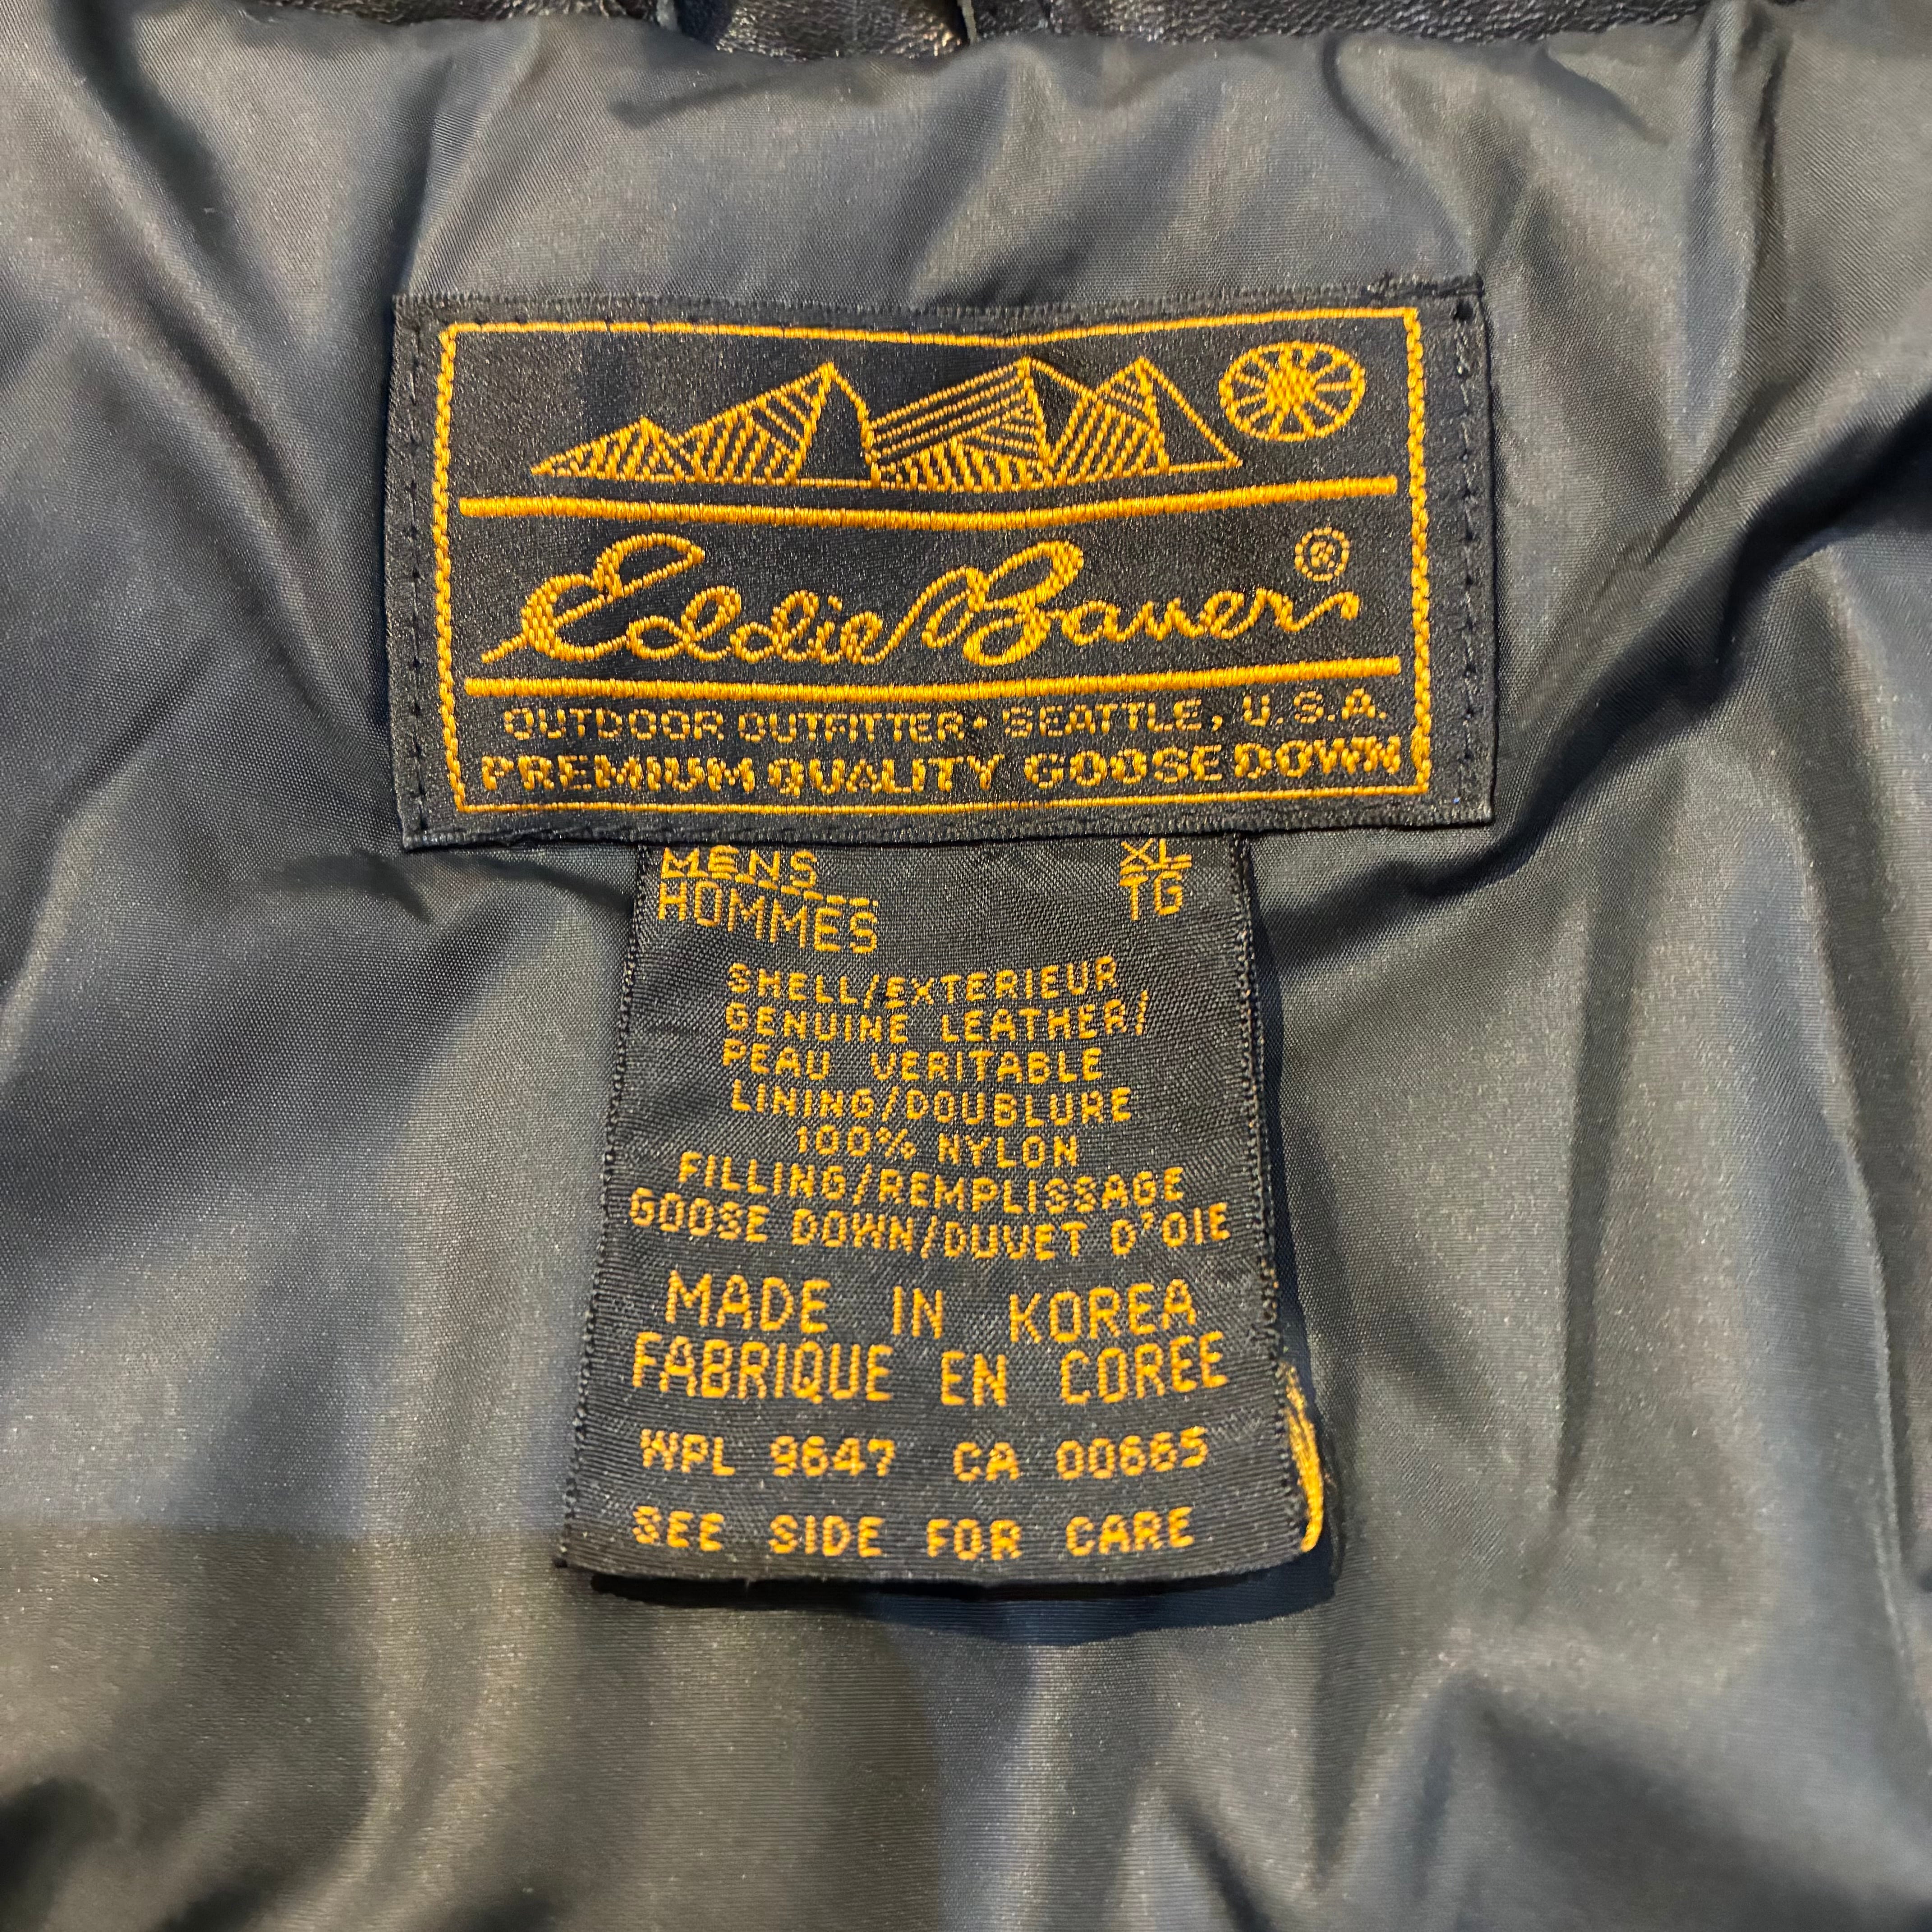 Eddie Bauer®
OUTDOOR OUTFITTER • SEATTLE, U.S.A.
PREMIUM QUALITY GOOSE DOWN
MENS XL
HOMMES TG
SHELL/EXTERIEUR
GENUINE LEATHER/
PEAU VERITABLE
LINING/DOUBLURE
100% NYLON
FILLING/REMPLISSAGE
GOOSE DOWN/DUVET D'OIE
MADE IN KOREA
FABRIQUE EN COREE
WPL 9647 CA 00665
SEE SIDE FOR CARE